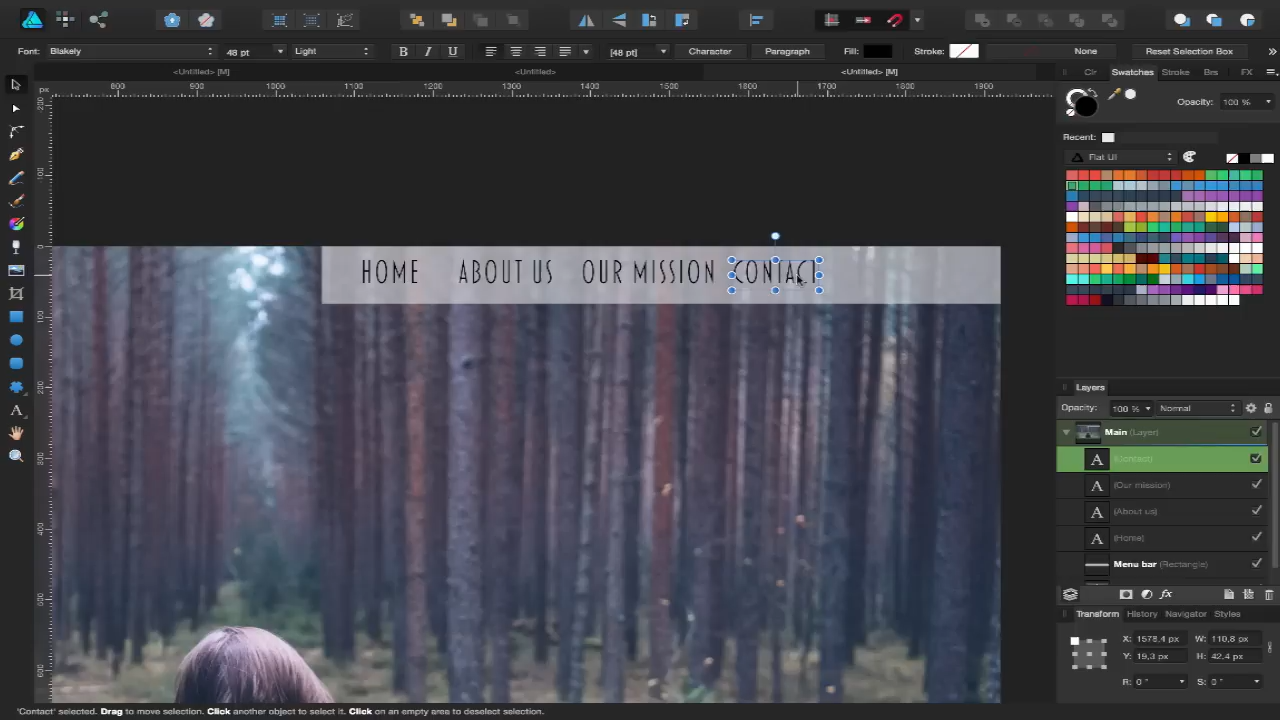 Font: Blakely 48 pt Light B I U [48 pt] Character Paragraph Fill: Stroke: None Reset Selection Box »
<Untitled> [M] <Untitled> <Untitled> [M]
px 800 900 1000 1100 1200 1300 1400 1500 1600 1700 1800 1900
Clr Swatches Stroke Brs FX
Opacity: 100 %
Recent:
Flat UI
HOME ABOUT US OUR MISSION CONTACT
Layers
Opacity: 100 % Normal
Main (Layer)
A (Contact)
A (Our mission)
A (About us)
A (Home)
Menu bar (Rectangle)
fx
Transform History Navigator Styles
X: 1578,4 px W: 110,8 px
Y: 19,3 px H: 42,4 px
R: 0 ° S: 0 °
'Contact' selected. Drag to move selection. Click another object to select it. Click on an empty area to deselect selection.